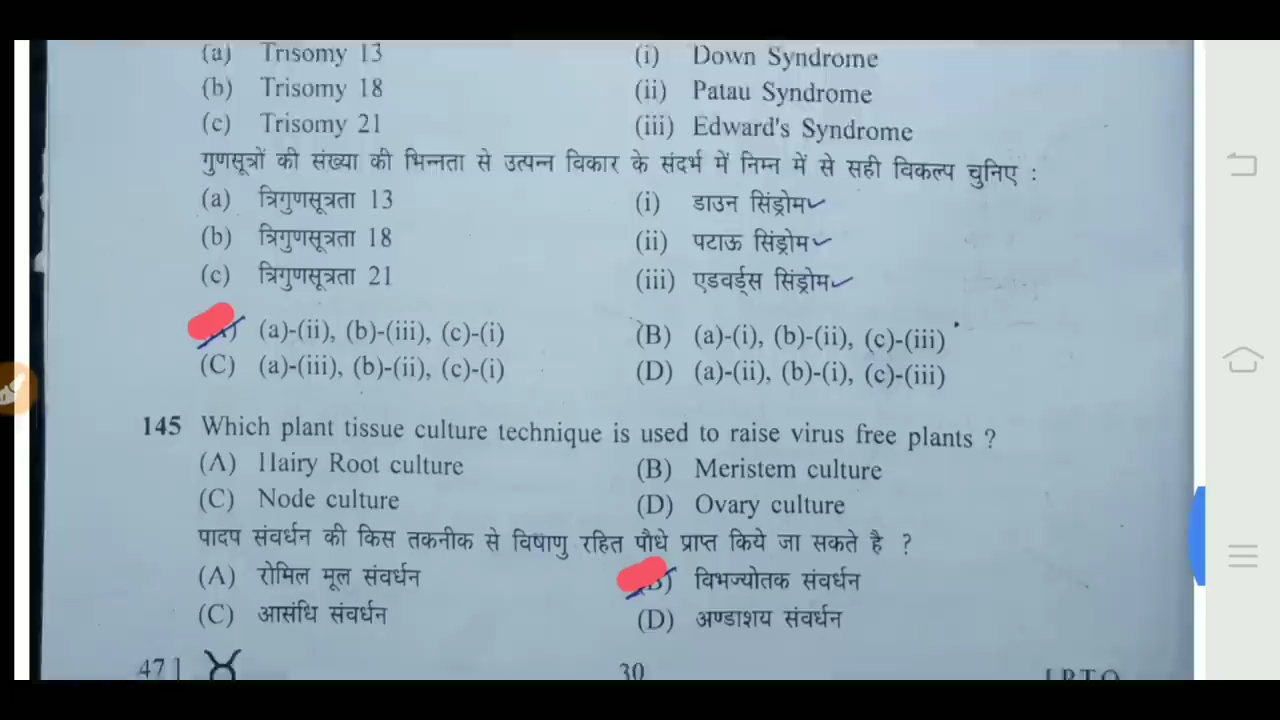 (a) Trisomy 13 (i) Down Syndrome
(b) Trisomy 18 (ii) Patau Syndrome
(c) Trisomy 21 (iii) Edward's Syndrome
गुणसूत्रों की संख्या की भिन्नता से उत्पन्न विकार के संदर्भ में निम्न में से सही विकल्प चुनिए :
(a) त्रिगुणसूत्रता 13 (i) डाउन सिंड्रोम
(b) त्रिगुणसूत्रता 18 (ii) पटाऊ सिंड्रोम
(c) त्रिगुणसूत्रता 21 (iii) एडवर्ड्स सिंड्रोम
(a)-(ii), (b)-(iii), (c)-(i) (B) (a)-(i), (b)-(ii), (c)-(iii)
(C) (a)-(iii), (b)-(ii), (c)-(i) (D) (a)-(ii), (b)-(i), (c)-(iii)
145 Which plant tissue culture technique is used to raise virus free plants ?
(A) Hairy Root culture (B) Meristem culture
(C) Node culture (D) Ovary culture
पादप संवर्धन की किस तकनीक से विषाणु रहित पौधे प्राप्त किये जा सकते है ?
(A) रोमिल मूल संवर्धन (B) विभज्योतक संवर्धन
(C) आसंधि संवर्धन (D) अण्डाशय संवर्धन
47 ] 30